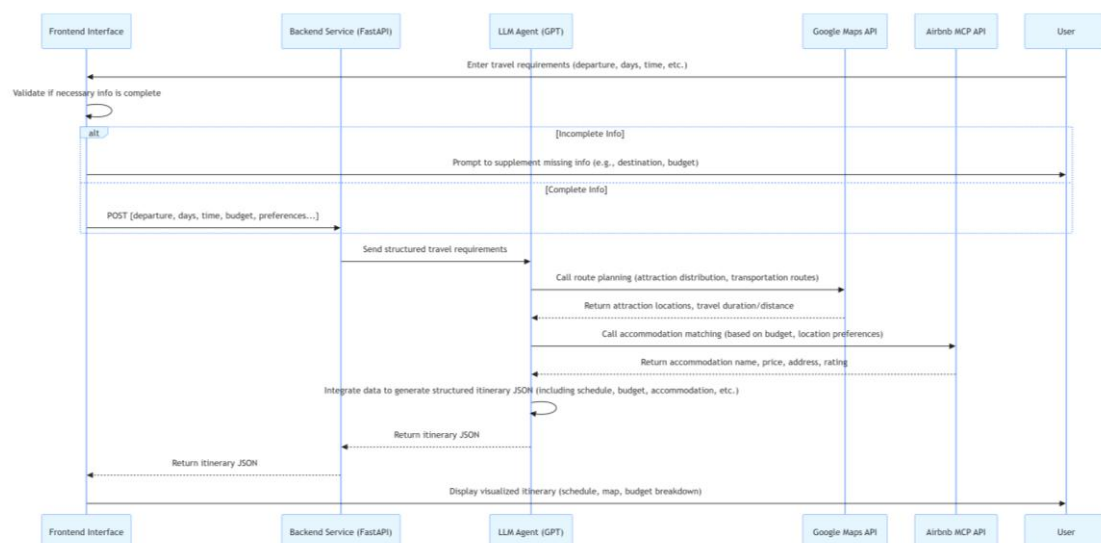 Frontend Interface
Backend Service (FastAPI)
LLM Agent (GPT)
Google Maps API
Airbnb MCP API
User
Enter travel requirements (departure, days, time, etc.)
Validate if necessary info is complete
alt
[Incomplete Info]
Prompt to supplement missing info (e.g., destination, budget)
[Complete Info]
POST [departure, days, time, budget, preferences...]
Send structured travel requirements
Call route planning (attraction distribution, transportation routes)
Return attraction locations, travel duration/distance
Call accommodation matching (based on budget, location preferences)
Return accommodation name, price, address, rating
Integrate data to generate structured itinerary JSON (including schedule, budget, accommodation, etc.)
Return itinerary JSON
Return itinerary JSON
Display visualized itinerary (schedule, map, budget breakdown)
Frontend Interface
Backend Service (FastAPI)
LLM Agent (GPT)
Google Maps API
Airbnb MCP API
User